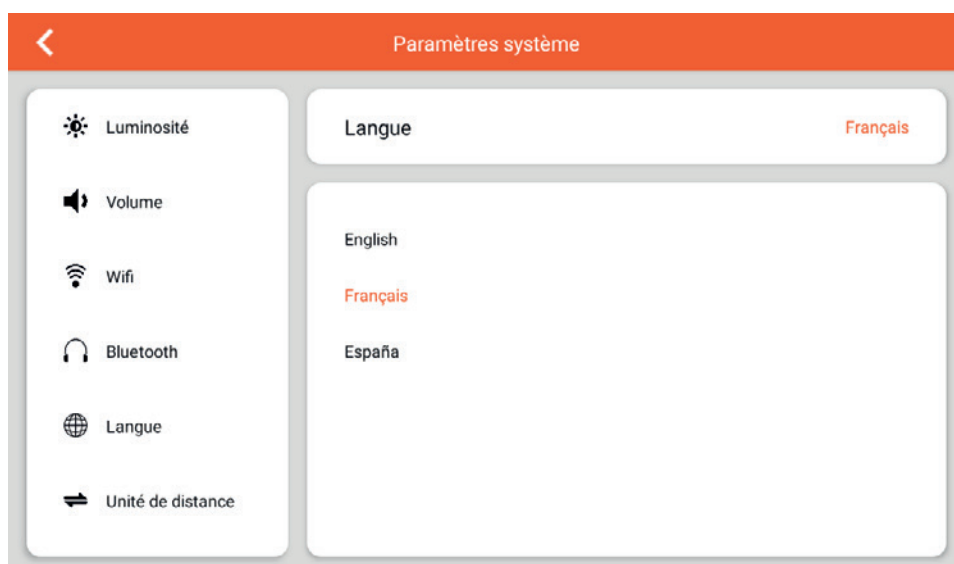 Paramètres système
Luminosité
Volume
Wifi
Bluetooth
Langue
Unité de distance
Langue
Français
English
Français
España